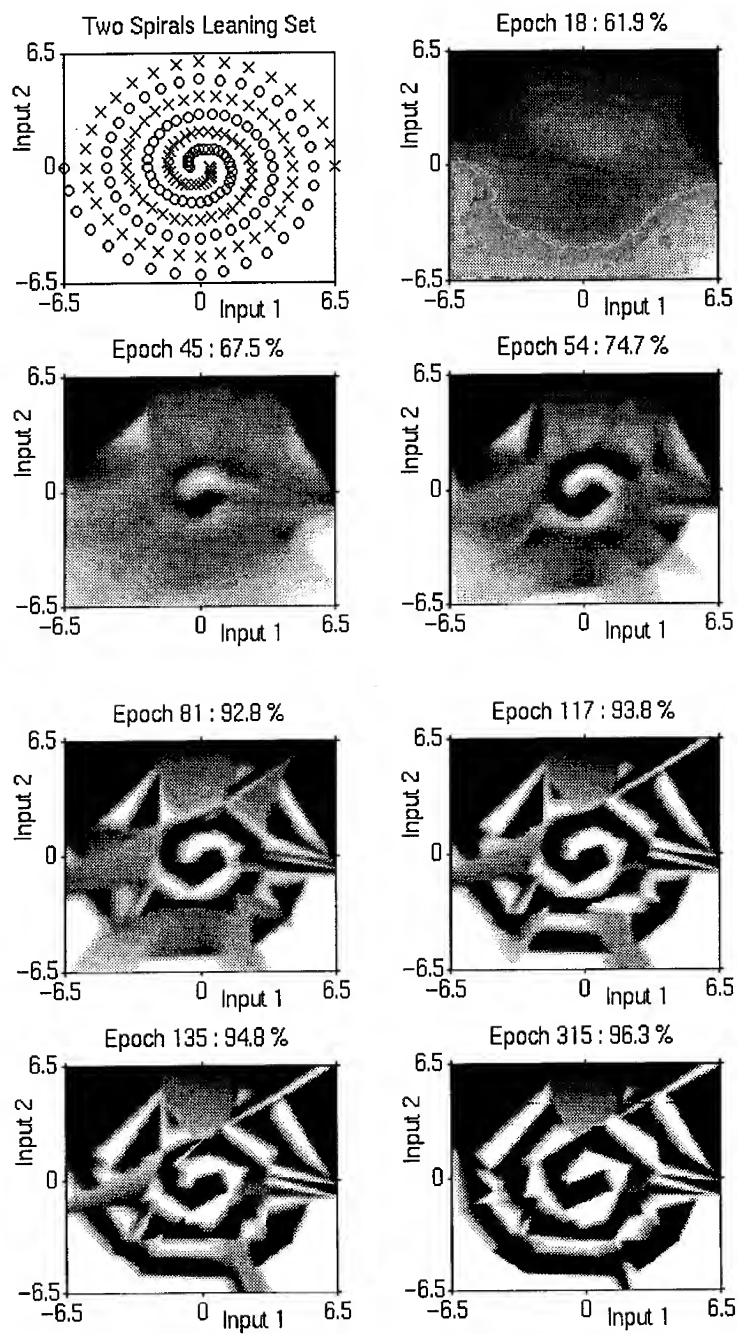 Two Spirals Leaning Set
6.5
Input 2
0
-6.5
-6.5
0
Input 1
6.5
Epoch 18 : 61.9 %
6.5
Input 2
0
-6.5
-6.5
0
Input 1
6.5
Epoch 45 : 67.5 %
6.5
Input 2
0
-6.5
-6.5
0
Input 1
6.5
Epoch 54 : 74.7 %
6.5
Input 2
0
-6.5
-6.5
0
Input 1
6.5
Epoch 81 : 92.8 %
6.5
Input 2
0
-6.5
-6.5
0
Input 1
6.5
Epoch 117 : 93.8 %
6.5
Input 2
0
-6.5
-6.5
0
Input 1
6.5
Epoch 135 : 94.8 %
6.5
Input 2
0
-6.5
-6.5
0
Input 1
6.5
Epoch 315 : 96.3 %
6.5
Input 2
0
-6.5
-6.5
0
Input 1
6.5